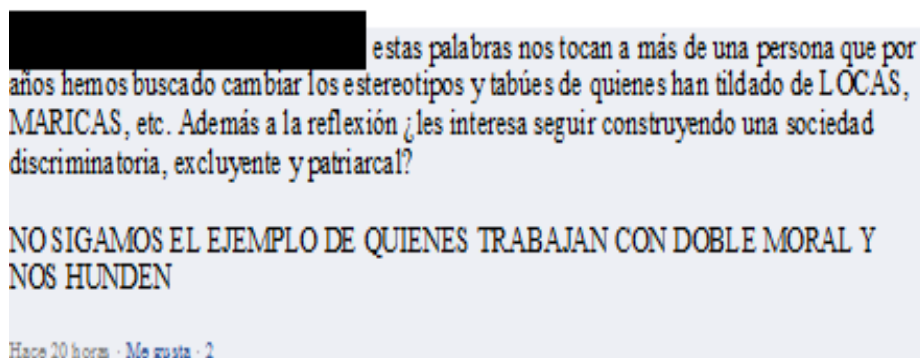 estas palabras nos tocan a más de una persona que por
años hemos buscado cambiar los estereotipos y tabúes de quienes han tildado de LOCAS,
MARICAS, etc. Además a la reflexión ¿les interesa seguir construyendo una sociedad
discriminatoria, excluyente y patriarcal?
NO SIGAMOS EL EJEMPLO DE QUIENES TRABAJAN CON DOBLE MORAL Y
NOS HUNDEN
Hace 20 horas · Me gusta · 2